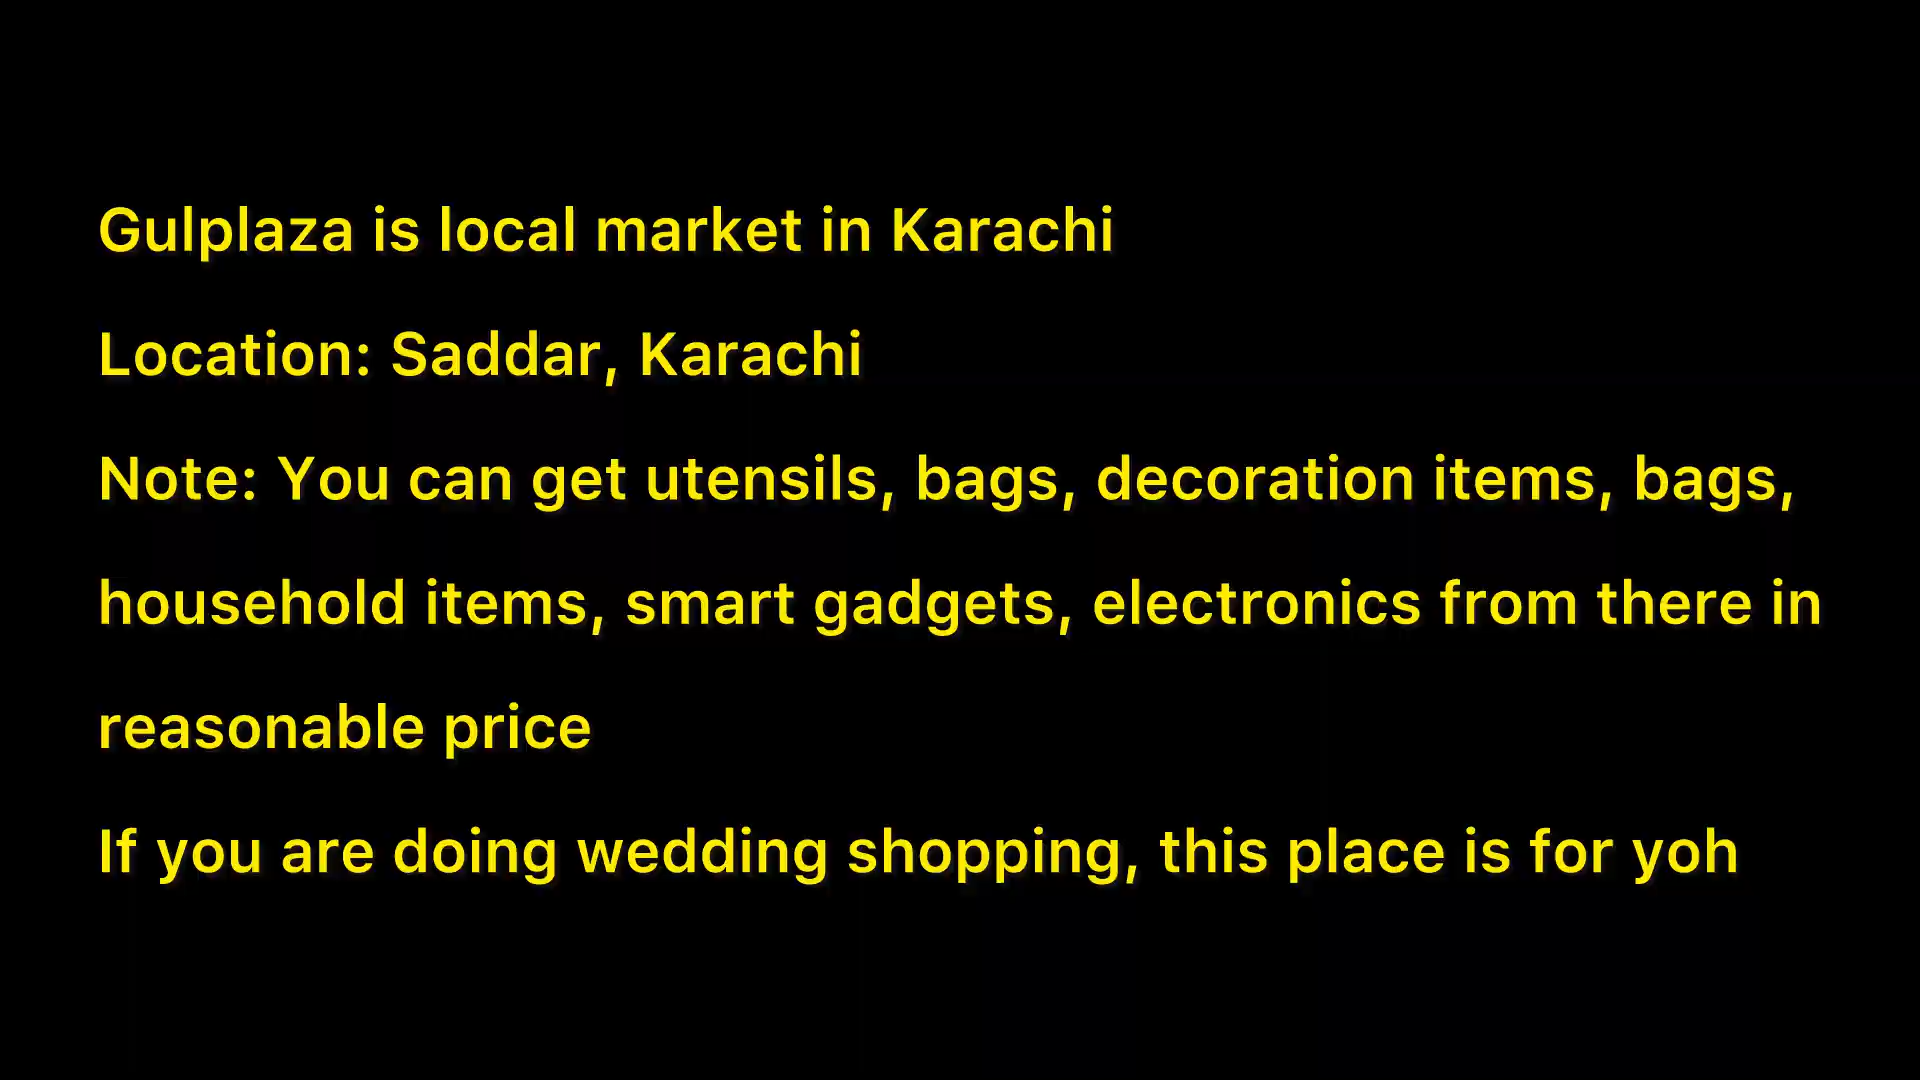 Gulplaza is local market in Karachi
Location: Saddar, Karachi
Note: You can get utensils, bags, decoration items, bags,
household items, smart gadgets, electronics from there in
reasonable price
If you are doing wedding shopping, this place is for yoh